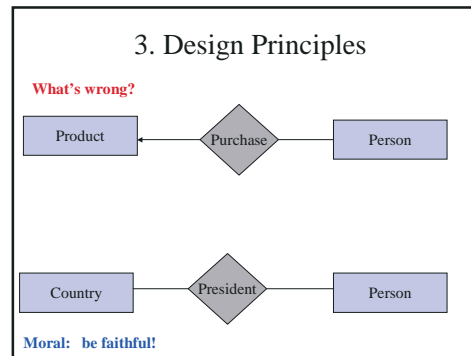 3. Design Principles
What's wrong?
Product Purchase Person
Country President Person
Moral: be faithful!